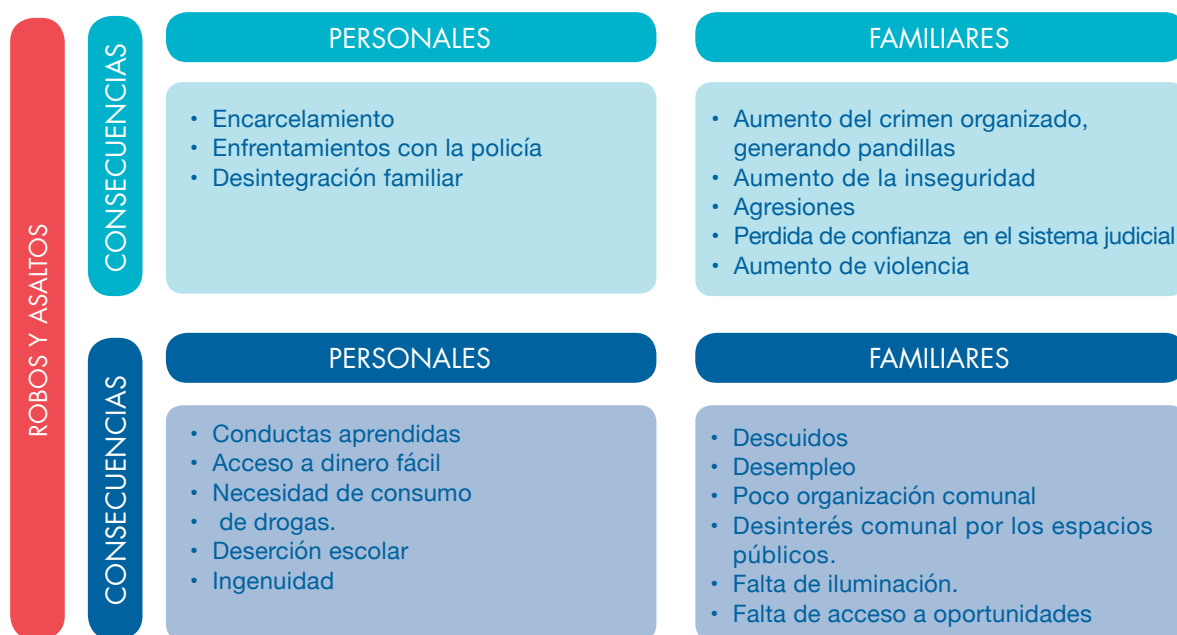 ROBOS Y ASALTOS
CONSECUENCIAS
PERSONALES
• Encarcelamiento
• Enfrentamientos con la policía
• Desintegración familiar
FAMILIARES
• Aumento del crimen organizado,
generando pandillas
• Aumento de la inseguridad
• Agresiones
• Perdida de confianza en el sistema judicial
• Aumento de violencia
CONSECUENCIAS
PERSONALES
• Conductas aprendidas
• Acceso a dinero fácil
• Necesidad de consumo
• de drogas.
• Deserción escolar
• Ingenuidad
FAMILIARES
• Descuidos
• Desempleo
• Poco organización comunal
• Desinterés comunal por los espacios
públicos.
• Falta de iluminación.
• Falta de acceso a oportunidades